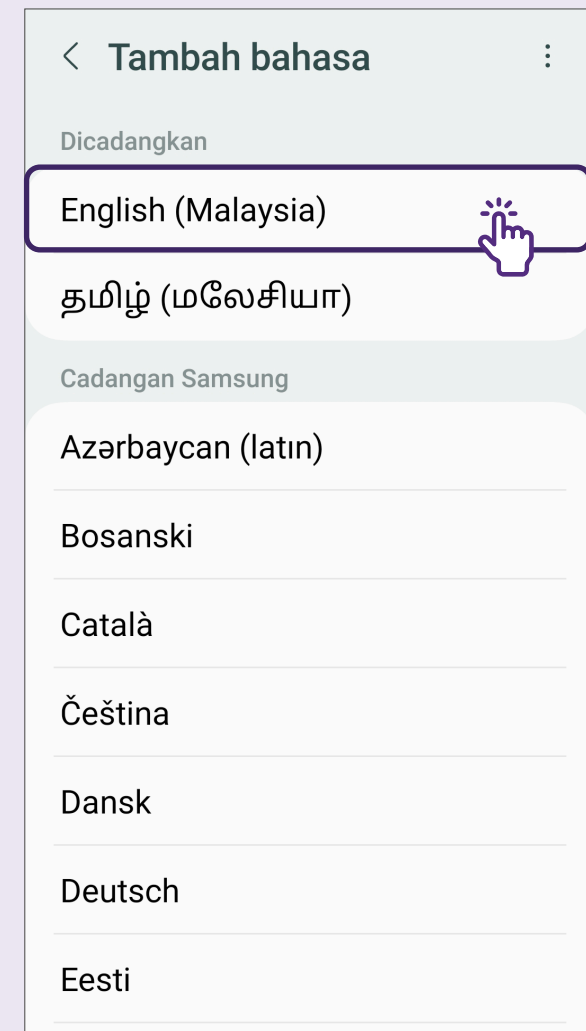 Tambah bahasa
Dicadangkan
English (Malaysia)
தமிழ் (மலேசியா)
Cadangan Samsung
Azərbaycan (latın)
Bosanski
Català
Čeština
Dansk
Deutsch
Eesti